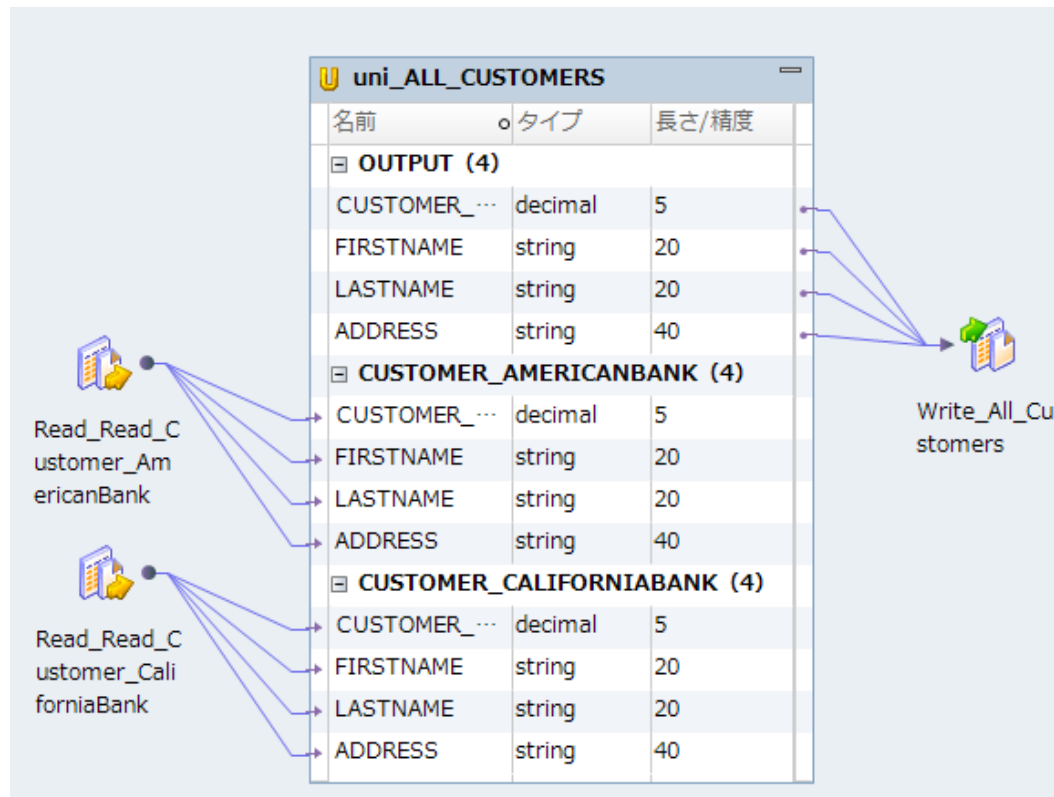 uni_ALL_CUSTOMERS
名前 タイプ 長さ/精度
OUTPUT (4)
CUSTOMER_... decimal 5
FIRSTNAME string 20
LASTNAME string 20
ADDRESS string 40
CUSTOMER_AMERICANBANK (4)
CUSTOMER_... decimal 5
FIRSTNAME string 20
LASTNAME string 20
ADDRESS string 40
CUSTOMER_CALIFORNIABANK (4)
CUSTOMER_... decimal 5
FIRSTNAME string 20
LASTNAME string 20
ADDRESS string 40
Read_Read_C
ustomer_Am
ericanBank
Read_Read_C
ustomer_Cali
forniaBank
Write_All_Cu
stomers